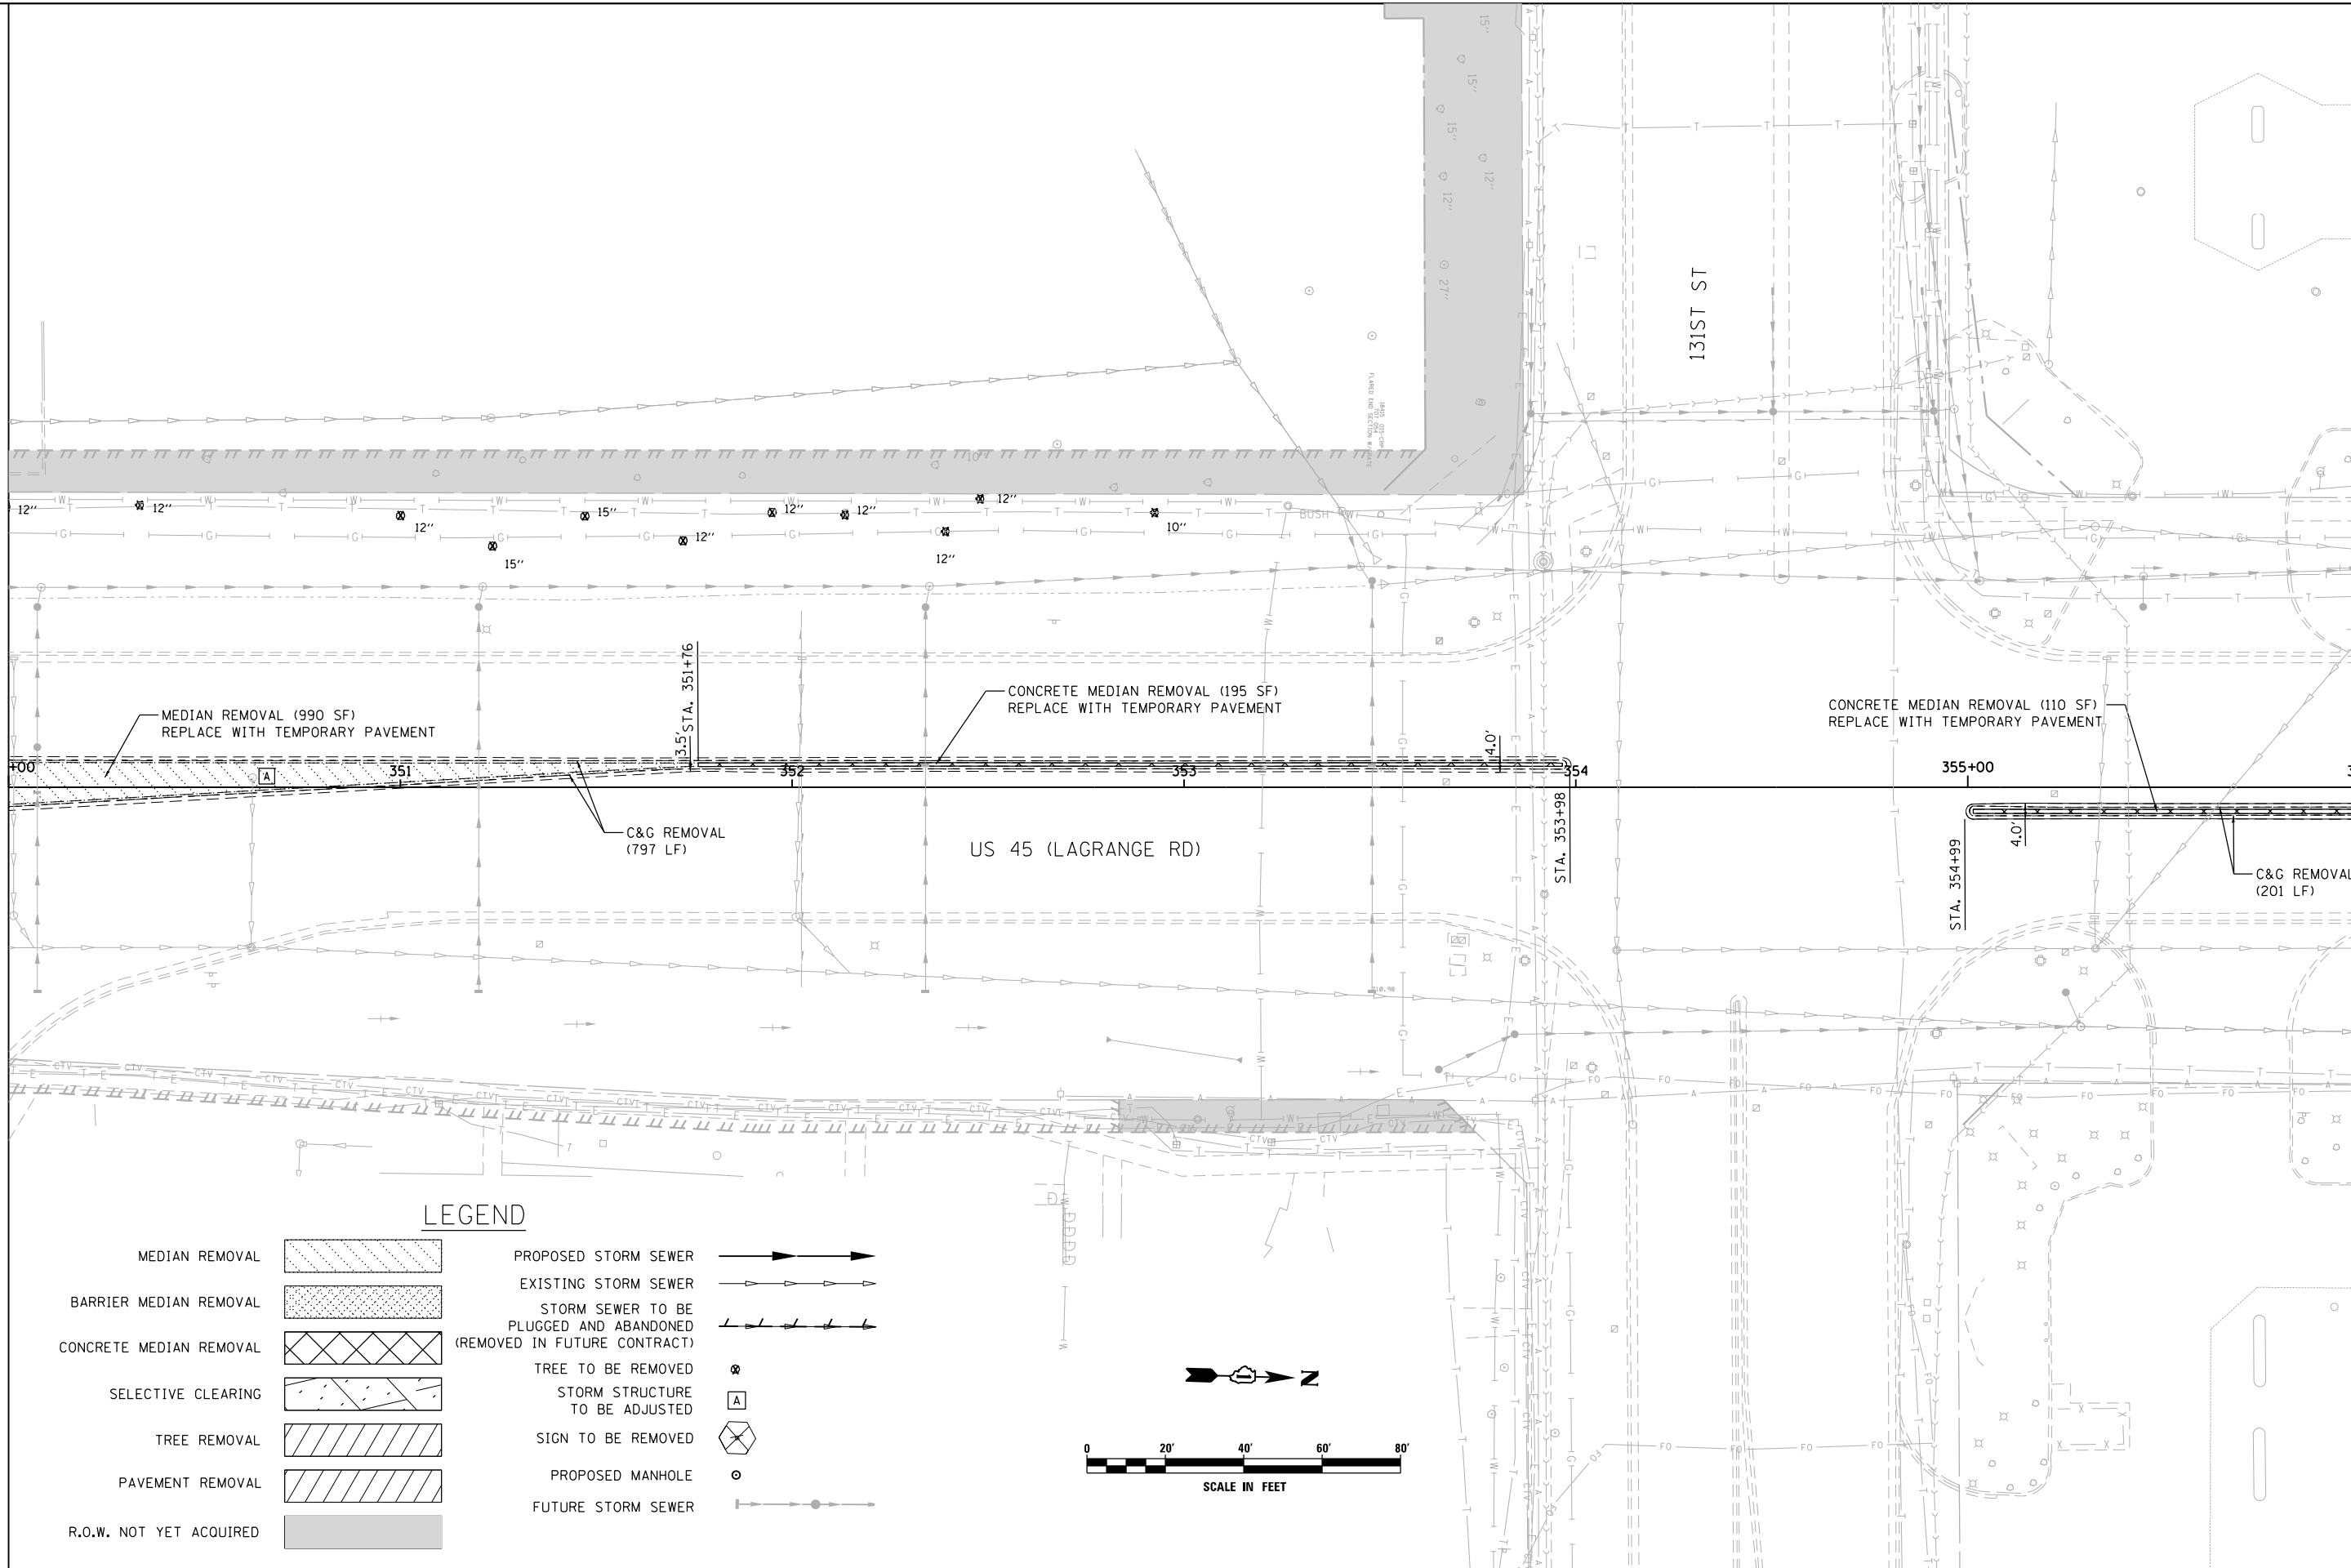 15''
15''
15''
12''
12''
27''
131ST ST
10''
BUSH
12''
12''
12''
15''
15''
12''
12''
12''
12''
12''
10''
STA. 351+76
3.5'
CONCRETE MEDIAN REMOVAL (195 SF)
REPLACE WITH TEMPORARY PAVEMENT
MEDIAN REMOVAL (990 SF)
REPLACE WITH TEMPORARY PAVEMENT
CONCRETE MEDIAN REMOVAL (110 SF)
REPLACE WITH TEMPORARY PAVEMENT
4.0'
+00
A
351
352
353
354
355+00
C&G REMOVAL
(797 LF)
US 45 (LAGRANGE RD)
STA. 353+98
STA. 354+99
4.0'
C&G REMOVAL
(201 LF)
LEGEND
MEDIAN REMOVAL
BARRIER MEDIAN REMOVAL
CONCRETE MEDIAN REMOVAL
SELECTIVE CLEARING
TREE REMOVAL
PAVEMENT REMOVAL
R.O.W. NOT YET ACQUIRED
PROPOSED STORM SEWER
EXISTING STORM SEWER
STORM SEWER TO BE
PLUGGED AND ABANDONED
(REMOVED IN FUTURE CONTRACT)
TREE TO BE REMOVED
STORM STRUCTURE
TO BE ADJUSTED
A
SIGN TO BE REMOVED
PROPOSED MANHOLE
FUTURE STORM SEWER
N
0 20' 40' 60' 80'
SCALE IN FEET